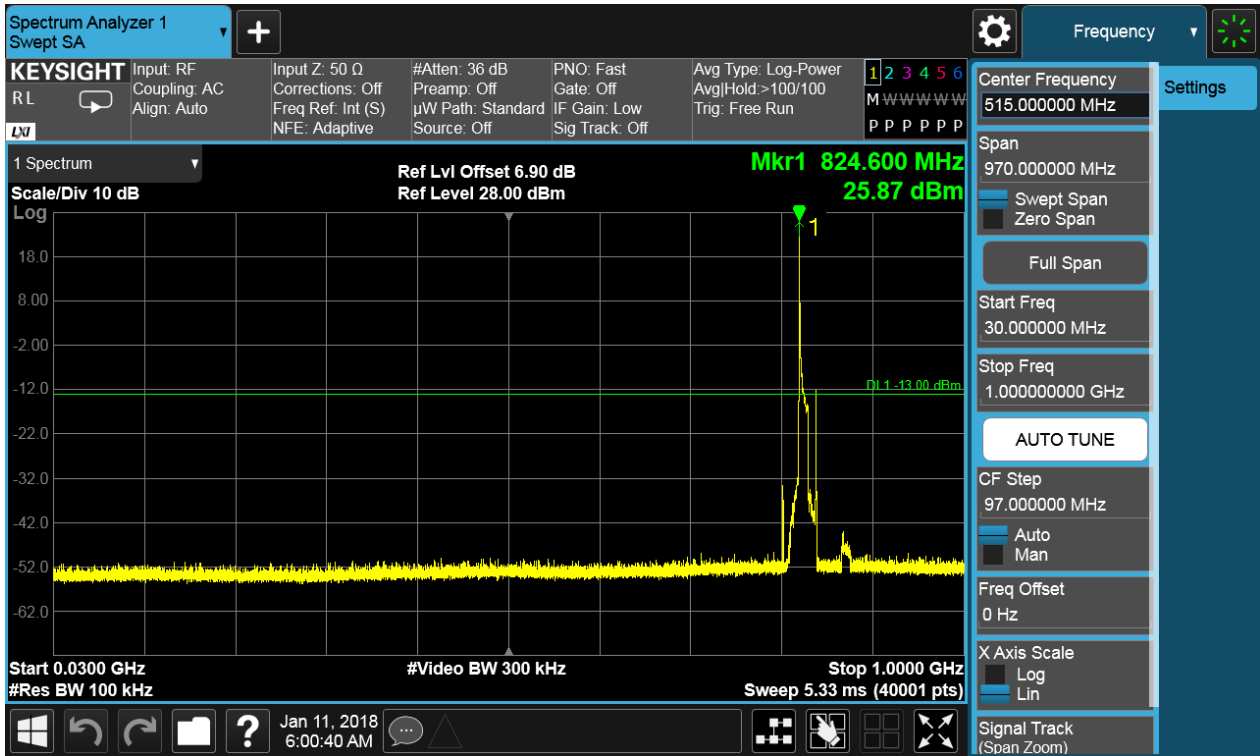 Spectrum Analyzer 1
Swept SA
Frequency
KEYSIGHT
RL
LXI
Input: RF
Coupling: AC
Align: Auto
Input Z: 50 Ω
Corrections: Off
Freq Ref: Int (S)
NFE: Adaptive
#Atten: 36 dB
Preamp: Off
µW Path: Standard
Source: Off
PNO: Fast
Gate: Off
IF Gain: Low
Sig Track: Off
Avg Type: Log-Power
Avg|Hold:>100/100
Trig: Free Run
1 2 3 4 5 6
M W W W W W
P P P P P P
1 Spectrum
Scale/Div 10 dB
Log
Ref Lvl Offset 6.90 dB
Ref Level 28.00 dBm
Mkr1 824.600 MHz
25.87 dBm
1
18.0
8.00
-2.00
-12.0
DL1 -13.00 dBm
-22.0
-32.0
-42.0
-52.0
-62.0
Start 0.0300 GHz
#Res BW 100 kHz
#Video BW 300 kHz
Stop 1.0000 GHz
Sweep 5.33 ms (40001 pts)
Center Frequency
515.000000 MHz
Span
970.000000 MHz
Swept Span
Zero Span
Full Span
Start Freq
30.000000 MHz
Stop Freq
1.000000000 GHz
AUTO TUNE
CF Step
97.000000 MHz
Auto
Man
Freq Offset
0 Hz
X Axis Scale
Log
Lin
Signal Track
(Span Zoom)
Settings
?
Jan 11, 2018
6:00:40 AM